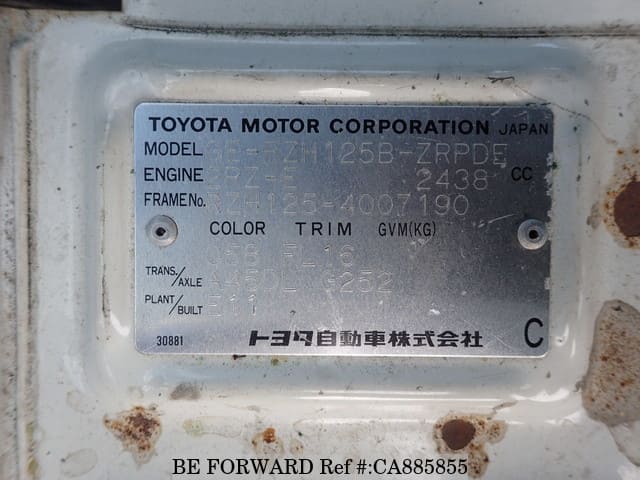 TOYOTA MOTOR CORPORATION JAPAN
MODEL GE-RZH125B-ZRPDE
ENGINE 2RZ-E 2438 CC
FRAME No. RZH125-4007190
COLOR TRIM GVM(KG)
058 FL16
TRANS./AXLE A45DL G252
PLANT/BUILT E11
30881 トヨタ自動車株式会社 C
BE FORWARD Ref #:CA885855